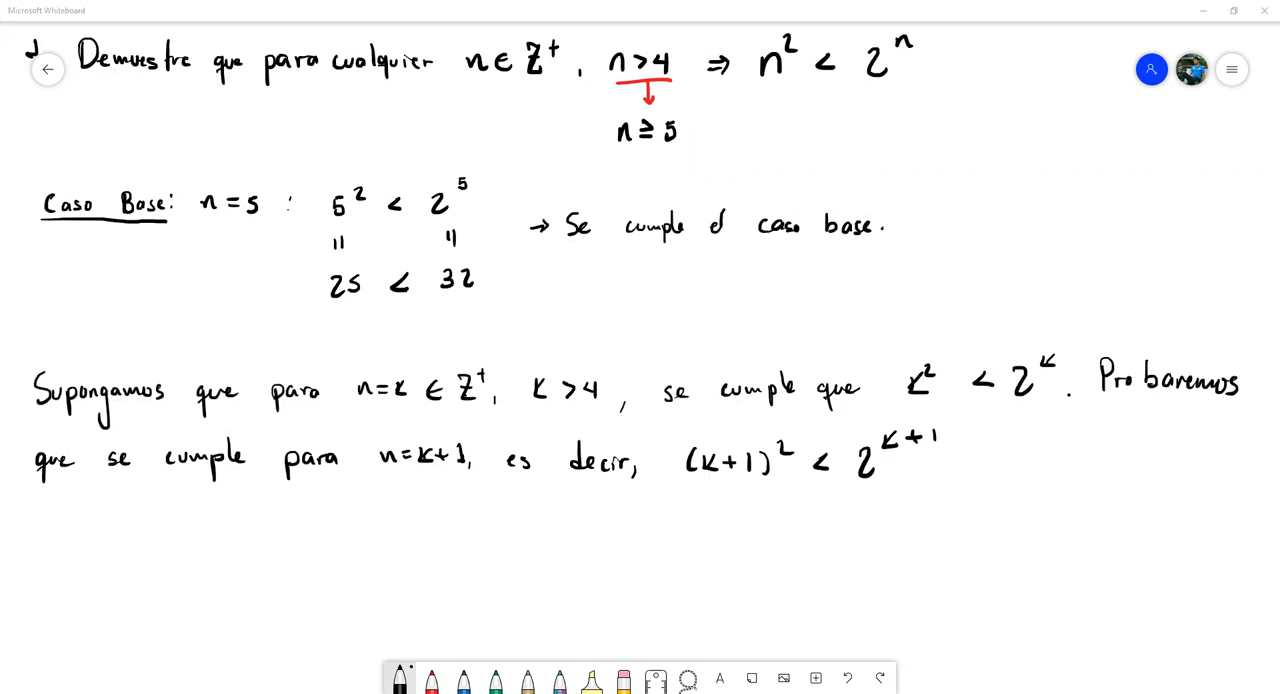 Microsoft Whiteboard
Demuestre que para cualquier n ∈ Z⁺, n > 4 ⇒ n² < 2ⁿ
n ≥ 5
Caso Base: n = 5 : 5² < 2⁵
11 11
25 < 32
→ Se cumple el caso base.
Supongamos que para n=k ∈ Z⁺, k > 4, se cumple que k² < 2ᵏ. Probaremos
que se cumple para n=k+1, es decir, (k+1)² < 2ᵏ⁺¹
A